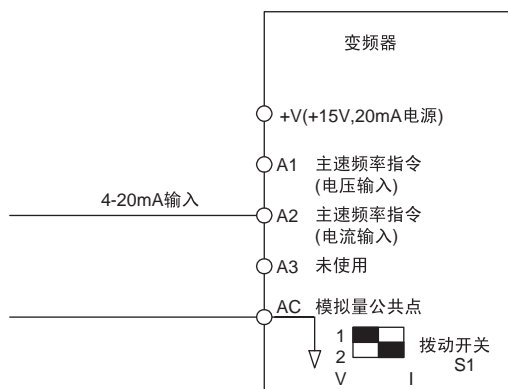 变频器
+V(+15V,20mA电源)
A1 主速频率指令
(电压输入)
4-20mA输入
A2 主速频率指令
(电流输入)
A3 未使用
AC 模拟量公共点
1
2
V I
拨动开关
S1